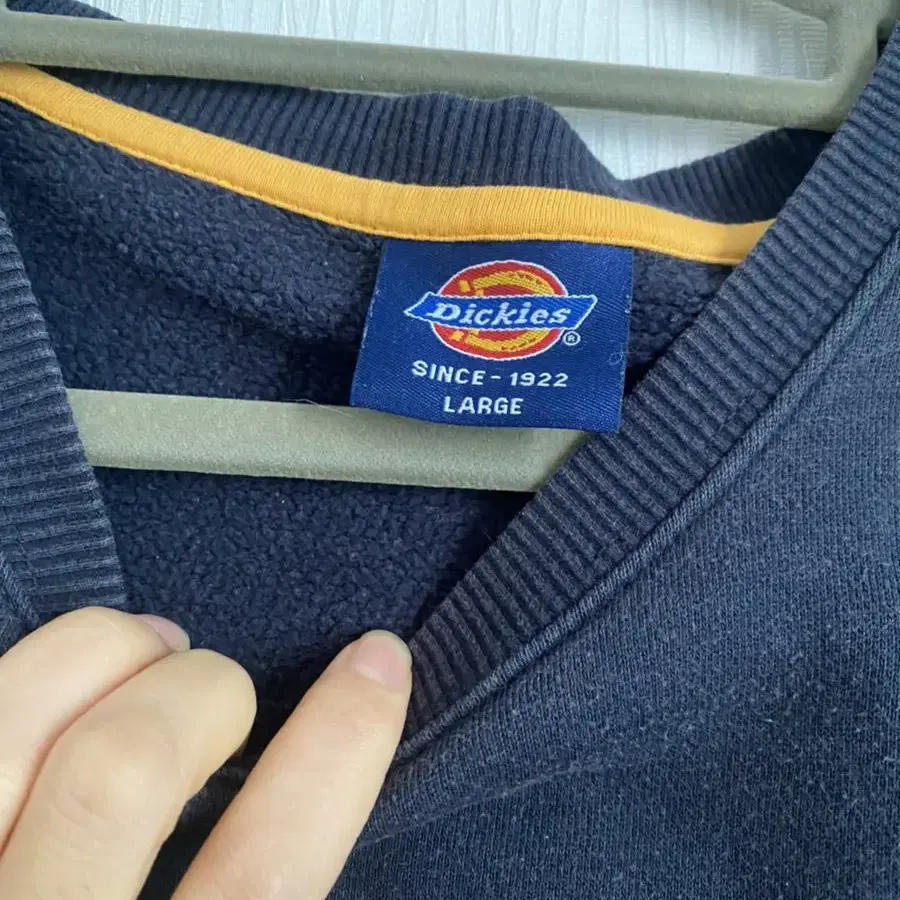 Dickies
®
SINCE - 1922
LARGE